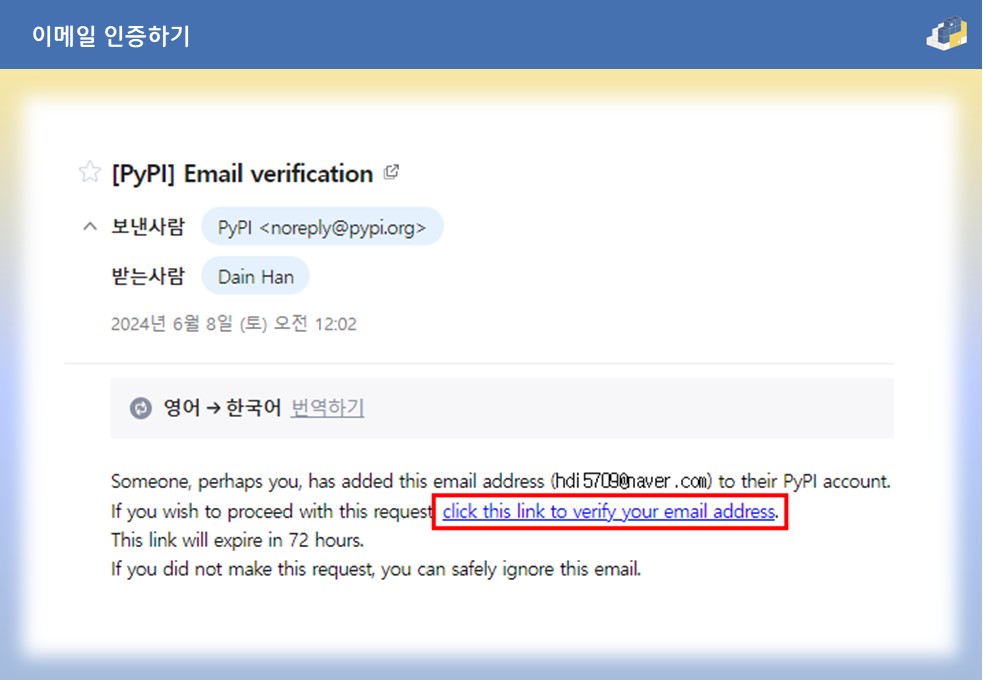 이메일 인증하기
[PyPI] Email verification
보낸사람 PyPI <noreply@pypi.org>
받는사람 Dain Han
2024년 6월 8일 (토) 오전 12:02
영어 → 한국어 번역하기
Someone, perhaps you, has added this email address (hdi5709@naver.com) to their PyPI account.
If you wish to proceed with this request click this link to verify your email address.
This link will expire in 72 hours.
If you did not make this request, you can safely ignore this email.